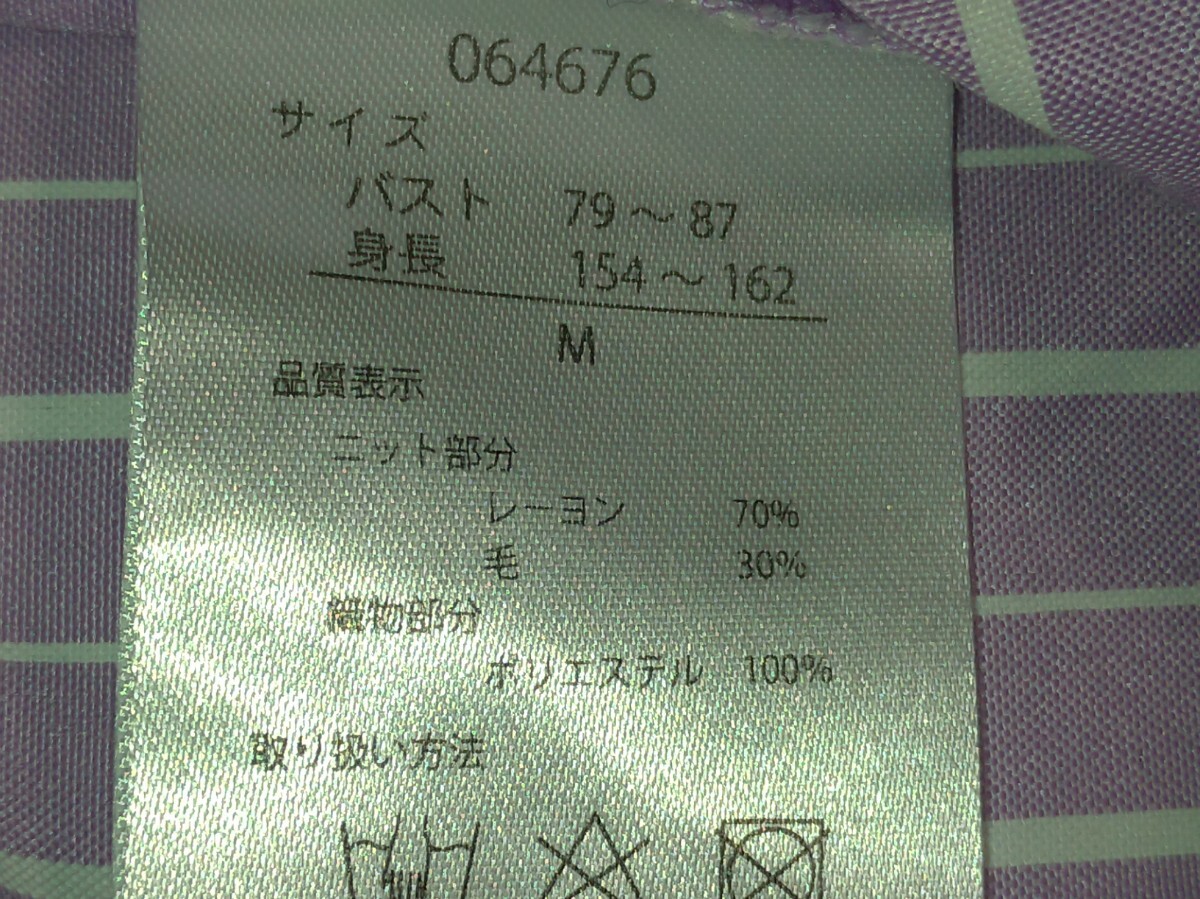 064676
サイズ
バスト 79～87
身長 154～162
M
品質表示
ニット部分
レーヨン 70%
毛 30%
織物部分
ポリエステル 100%
取り扱い方法